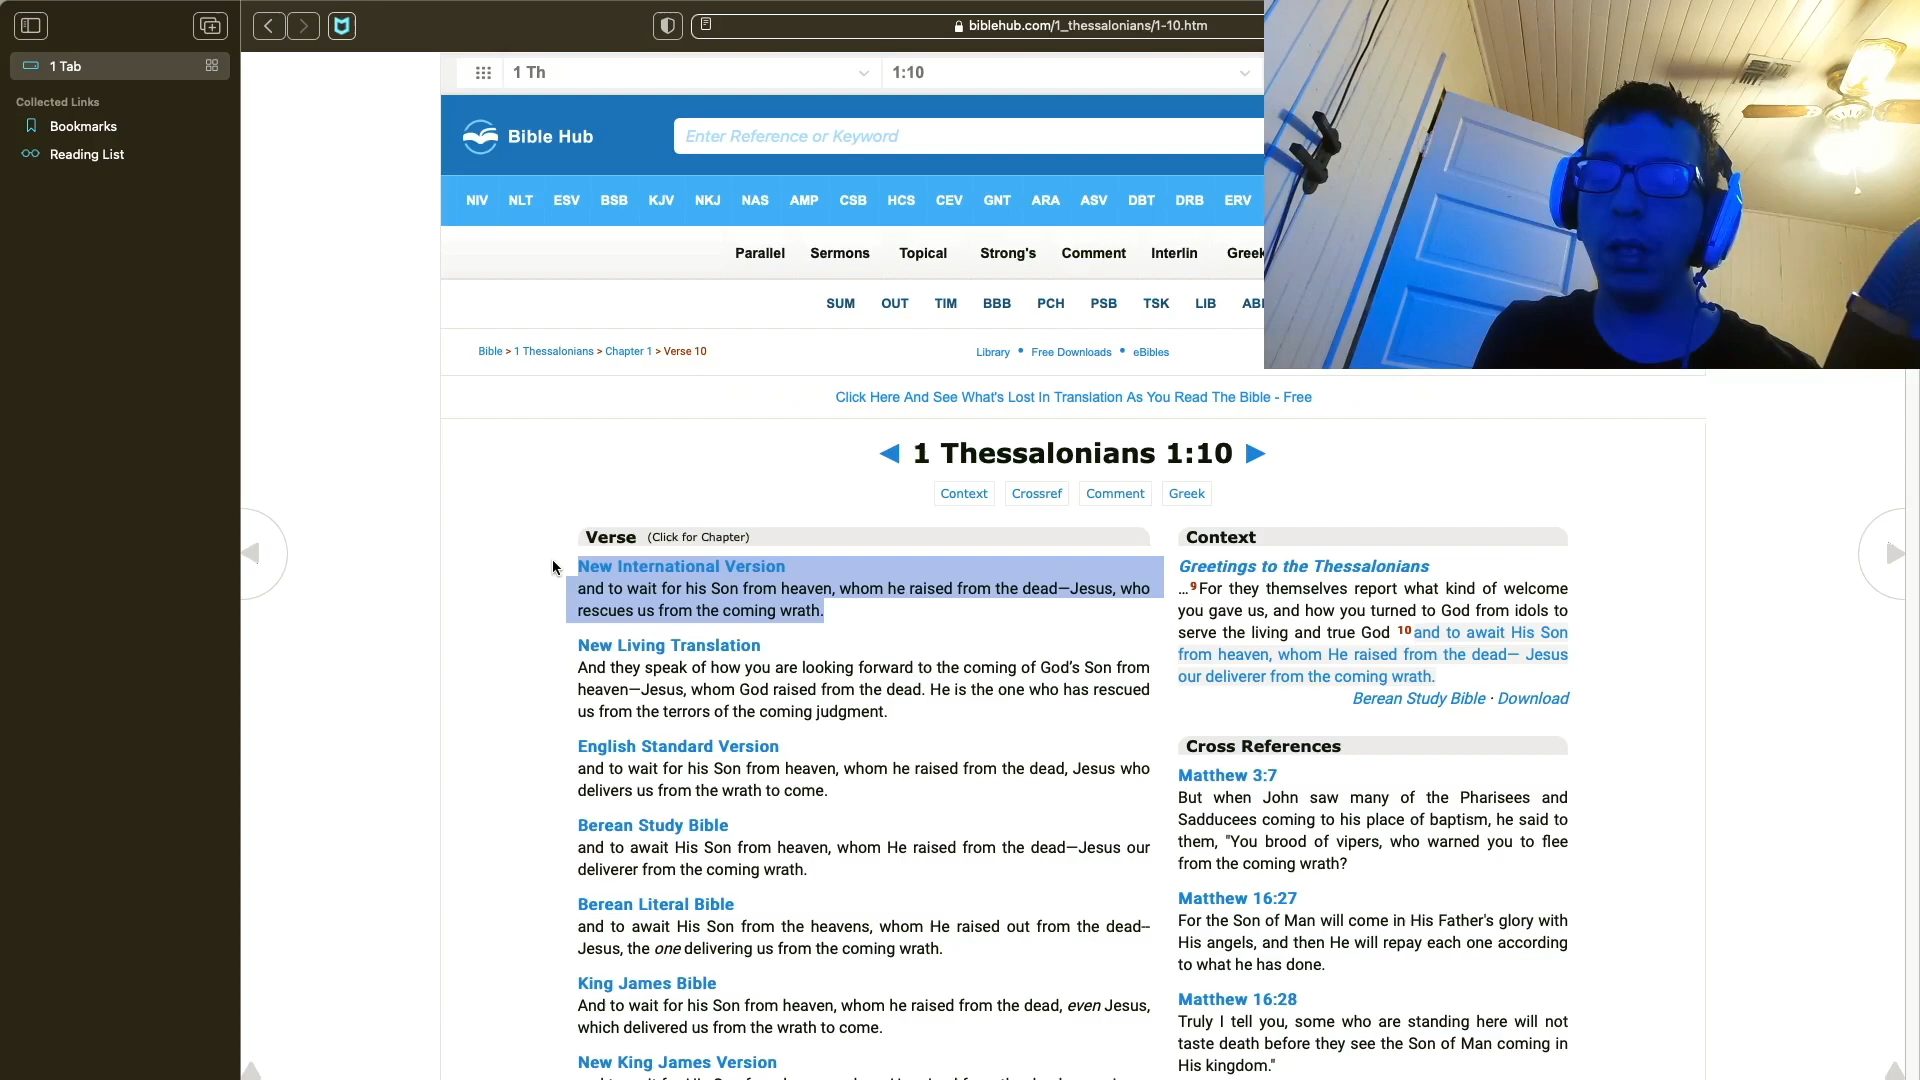 1 Tab
Collected Links
Bookmarks
Reading List
biblehub.com/1_thessalonians/1-10.htm
1 Th
1:10
Bible Hub
Enter Reference or Keyword
NIV NLT ESV BSB KJV NKJ NAS AMP CSB HCS CEV GNT ARA ASV DBT DRB ERV
Parallel Sermons Topical Strong's Comment Interlin Greek
SUM OUT TIM BBB PCH PSB TSK LIB
Bible > 1 Thessalonians > Chapter 1 > Verse 10
Library • Free Downloads • eBibles
Click Here And See What's Lost In Translation As You Read The Bible - Free
◄ 1 Thessalonians 1:10 ►
Context Crossref Comment Greek
Verse (Click for Chapter)
New International Version
and to wait for his Son from heaven, whom he raised from the dead—Jesus, who
rescues us from the coming wrath.
New Living Translation
And they speak of how you are looking forward to the coming of God's Son from
heaven—Jesus, whom God raised from the dead. He is the one who has rescued
us from the terrors of the coming judgment.
English Standard Version
and to wait for his Son from heaven, whom he raised from the dead, Jesus who
delivers us from the wrath to come.
Berean Study Bible
and to await His Son from heaven, whom He raised from the dead—Jesus our
deliverer from the coming wrath.
Berean Literal Bible
and to await His Son from the heavens, whom He raised out from the dead--
Jesus, the one delivering us from the coming wrath.
King James Bible
And to wait for his Son from heaven, whom he raised from the dead, even Jesus,
which delivered us from the wrath to come.
New King James Version
Context
Greetings to the Thessalonians
…9For they themselves report what kind of welcome
you gave us, and how you turned to God from idols to
serve the living and true God 10and to await His Son
from heaven, whom He raised from the dead— Jesus
our deliverer from the coming wrath.
Berean Study Bible · Download
Cross References
Matthew 3:7
But when John saw many of the Pharisees and
Sadducees coming to his place of baptism, he said to
them, "You brood of vipers, who warned you to flee
from the coming wrath?
Matthew 16:27
For the Son of Man will come in His Father's glory with
His angels, and then He will repay each one according
to what he has done.
Matthew 16:28
Truly I tell you, some who are standing here will not
taste death before they see the Son of Man coming in
His kingdom."